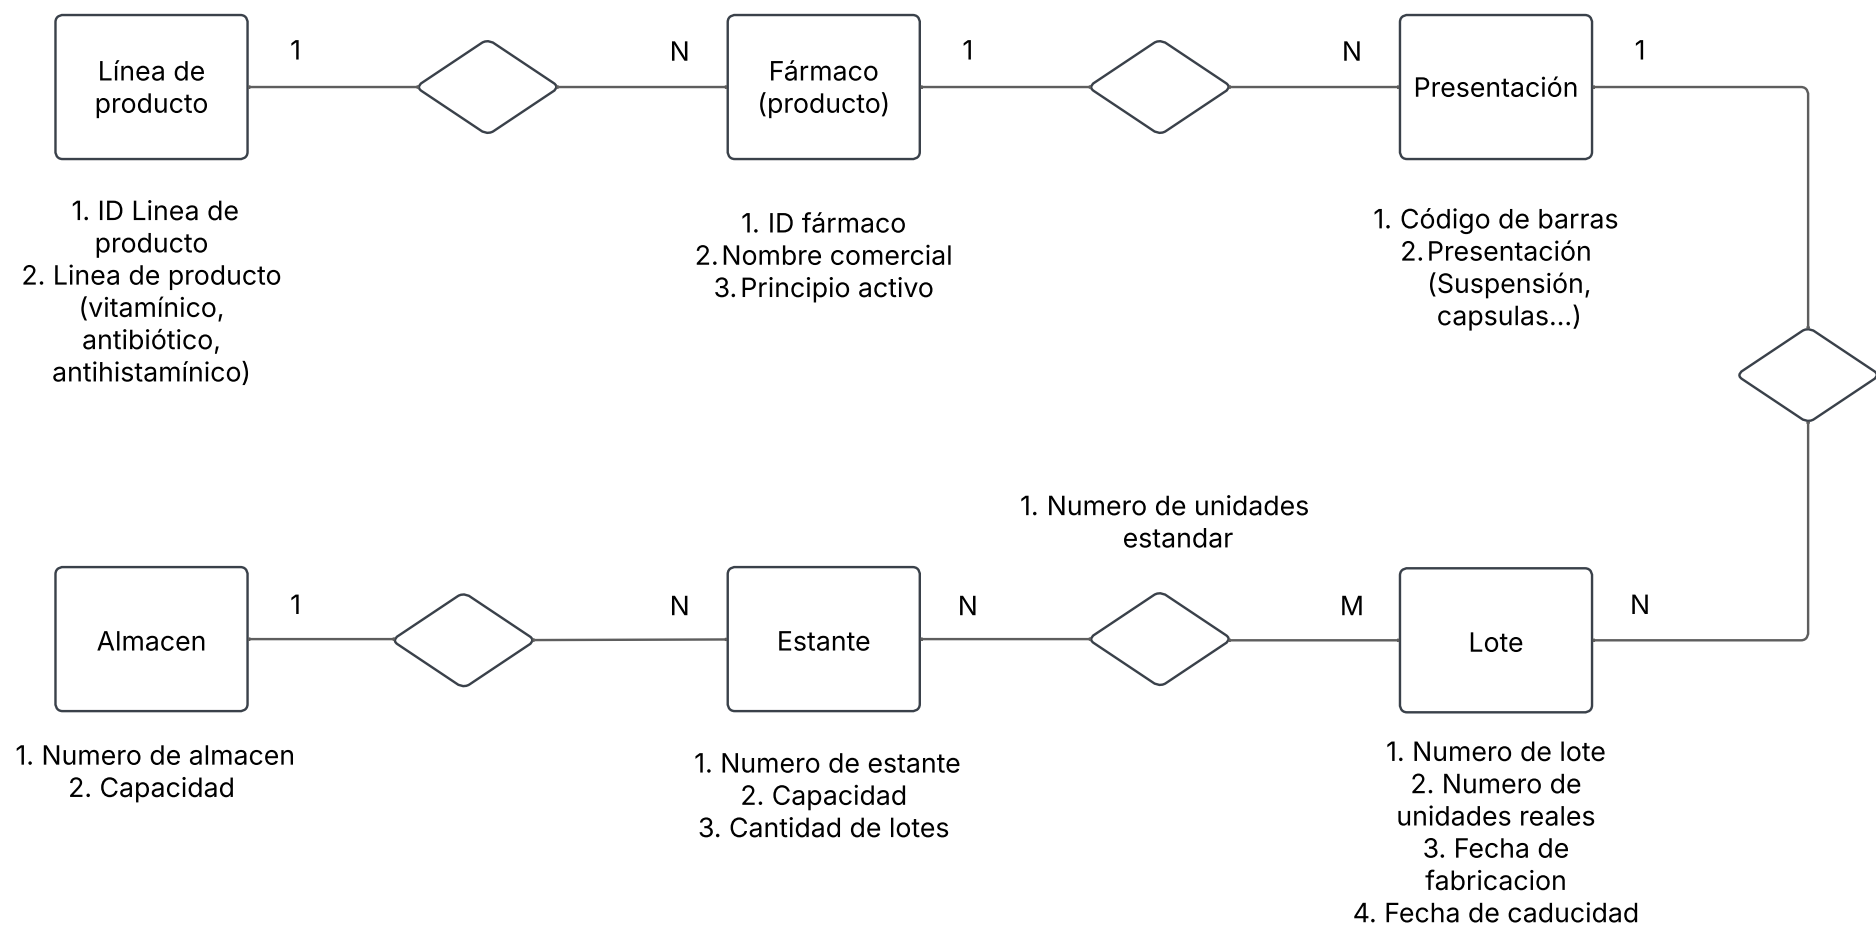 1
N
1
N
1
Línea de
producto
Fármaco
(producto)
Presentación
1. ID Linea de
producto
2. Linea de producto
(vitamínico,
antibiótico,
antihistamínico)
1. ID fármaco
2. Nombre comercial
3. Principio activo
1. Código de barras
2. Presentación
(Suspensión,
capsulas...)
1. Numero de unidades
estandar
1
N
N
M
N
Almacen
Estante
Lote
1. Numero de almacen
2. Capacidad
1. Numero de estante
2. Capacidad
3. Cantidad de lotes
1. Numero de lote
2. Numero de
unidades reales
3. Fecha de
fabricacion
4. Fecha de caducidad